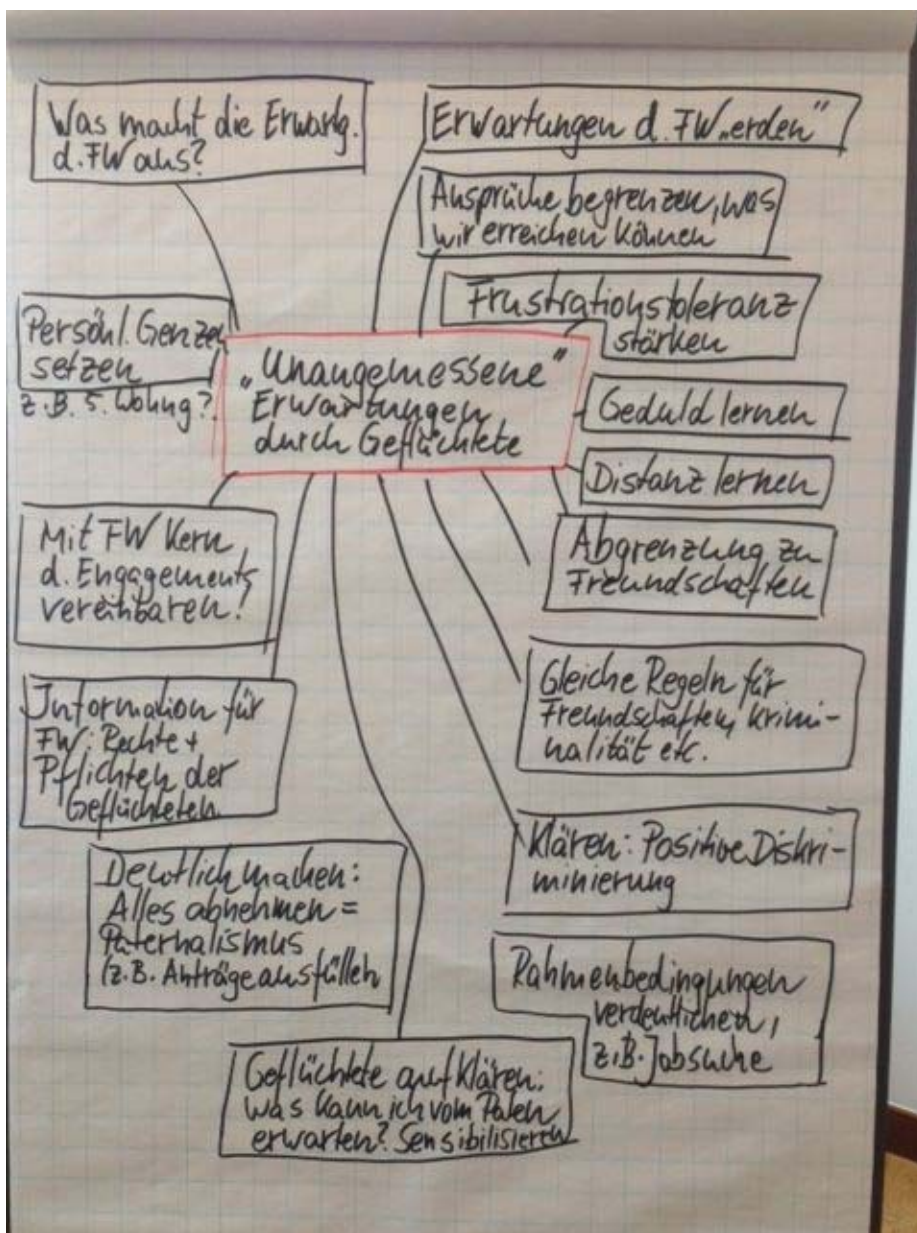 Was macht die Erwartg.
d. FW aus?
Erwartungen d. FW „erden"
Ansprüche begrenzen, was
wir erreichen können
Frustrationstoleranz
stärken
Persönl. Genzen
setzen
z.B. 5. Wohng?
„Unangemessene"
Erwartungen
durch Geflüchtete
Geduld lernen
Distanz lernen
Abgrenzung zu
Freundschaften
Mit FW Kern
d. Engagements
vereinbaren!
Gleiche Regeln für
Freundschaften, Krimi-
nalität etc.
Information für
FW: Rechte +
Pflichten der
Geflüchteten
Klären: Positive Diskri-
minierung
Deutlich machen:
Alles abnehmen =
Paternalismus
(z.B. Anträge ausfüllen
Rahmenbedingungen
verdeutlichen,
z.B. Jobsuche
Geflüchtete aufklären:
Was kann ich vom Paten
erwarten? Sensibilisieren